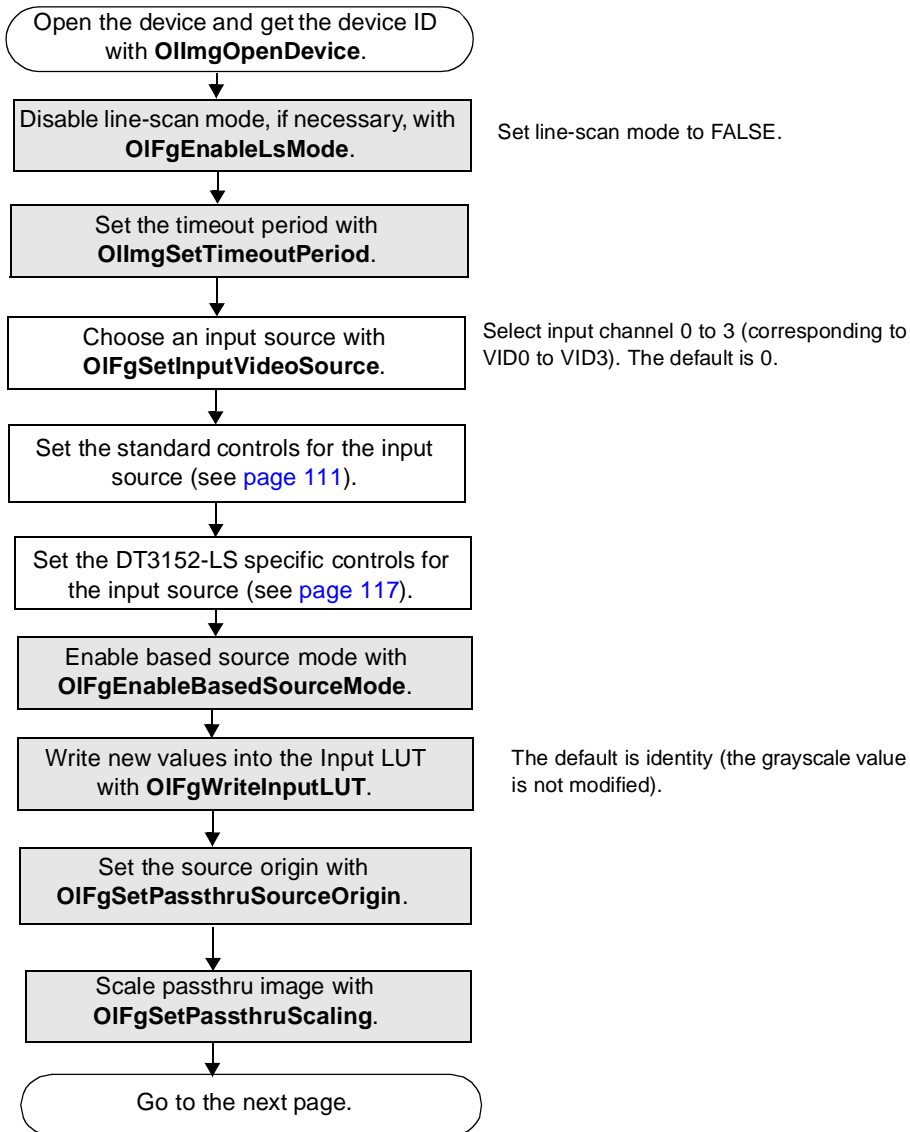 Open the device and get the device ID
with OlImgOpenDevice.
Disable line-scan mode, if necessary, with
OlFgEnableLsMode.
Set line-scan mode to FALSE.
Set the timeout period with
OlImgSetTimeoutPeriod.
Choose an input source with
OlFgSetInputVideoSource.
Select input channel 0 to 3 (corresponding to
VID0 to VID3). The default is 0.
Set the standard controls for the input
source (see page 111).
Set the DT3152-LS specific controls for
the input source (see page 117).
Enable based source mode with
OlFgEnableBasedSourceMode.
Write new values into the Input LUT
with OlFgWriteInputLUT.
The default is identity (the grayscale value
is not modified).
Set the source origin with
OlFgSetPassthruSourceOrigin.
Scale passthru image with
OlFgSetPassthruScaling.
Go to the next page.